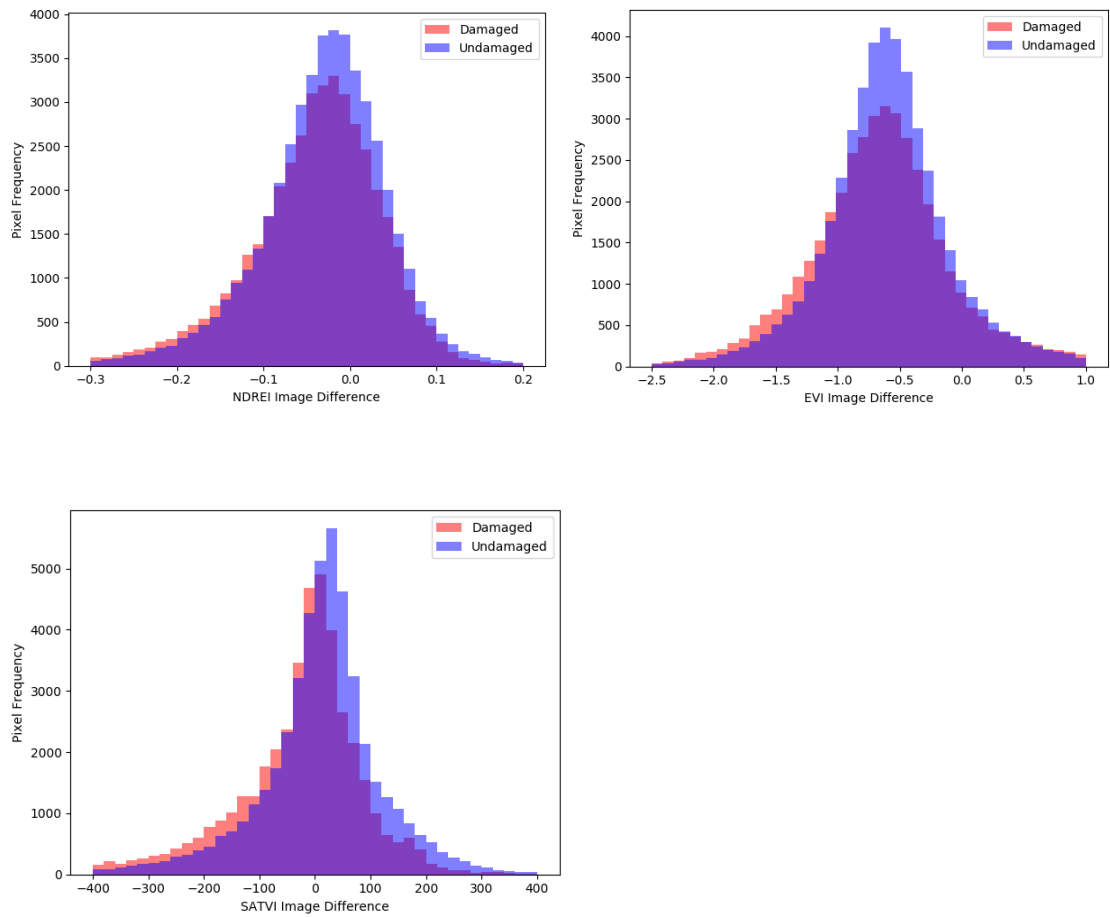 4000
3500
3000
2500
2000
1500
1000
500
0
Pixel Frequency
Damaged
Undamaged
−0.3 −0.2 −0.1 0.0 0.1 0.2
NDREI Image Difference
4000
3500
3000
2500
2000
1500
1000
500
0
Pixel Frequency
Damaged
Undamaged
−2.5 −2.0 −1.5 −1.0 −0.5 0.0 0.5 1.0
EVI Image Difference
5000
4000
3000
2000
1000
0
Pixel Frequency
Damaged
Undamaged
−400 −300 −200 −100 0 100 200 300 400
SATVI Image Difference